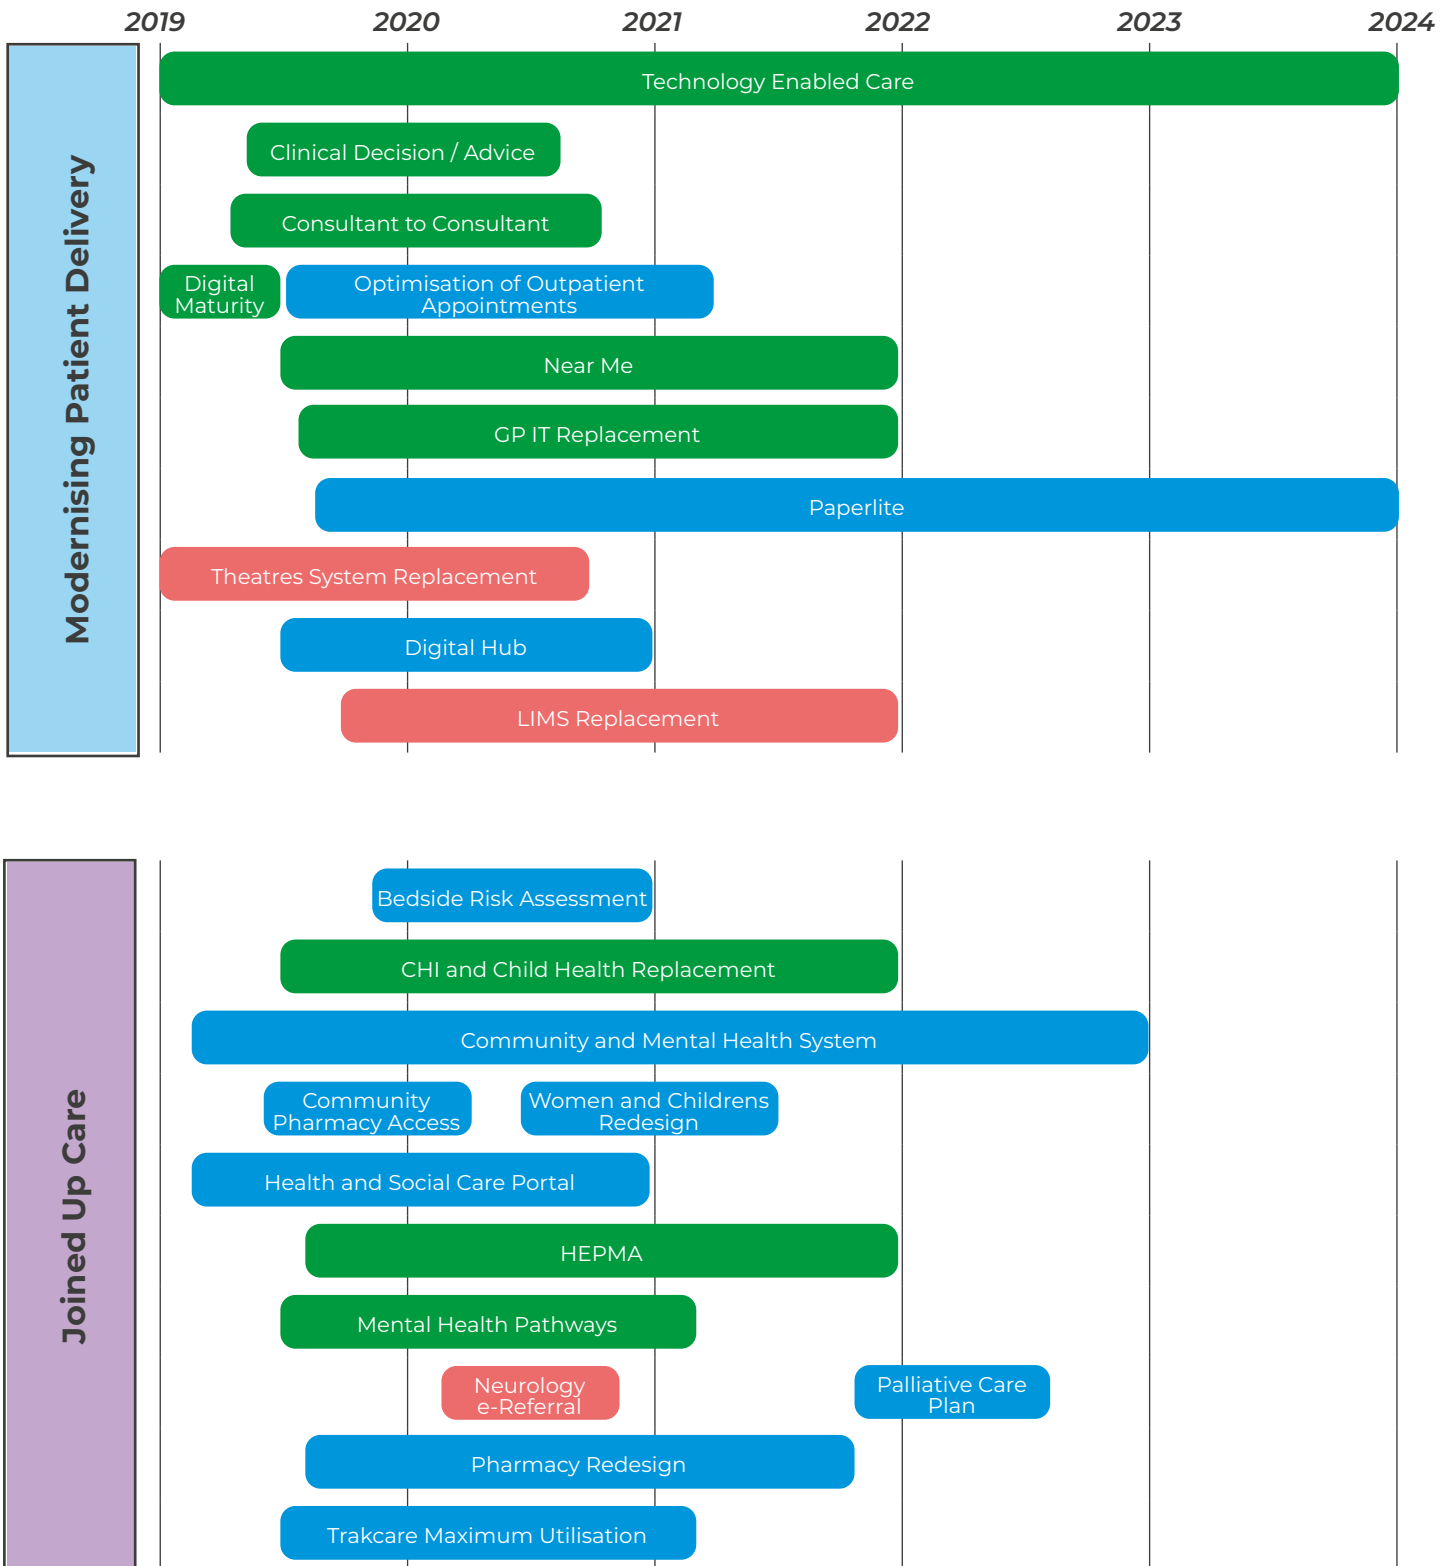 2019 2020 2021 2022 2023 2024
Modernising Patient Delivery
Technology Enabled Care
Clinical Decision / Advice
Consultant to Consultant
Digital
Maturity
Optimisation of Outpatient
Appointments
Near Me
GP IT Replacement
Paperlite
Theatres System Replacement
Digital Hub
LIMS Replacement
Joined Up Care
Bedside Risk Assessment
CHI and Child Health Replacement
Community and Mental Health System
Community
Pharmacy Access
Women and Childrens
Redesign
Health and Social Care Portal
HEPMA
Mental Health Pathways
Neurology
e-Referral
Palliative Care
Plan
Pharmacy Redesign
Trakcare Maximum Utilisation